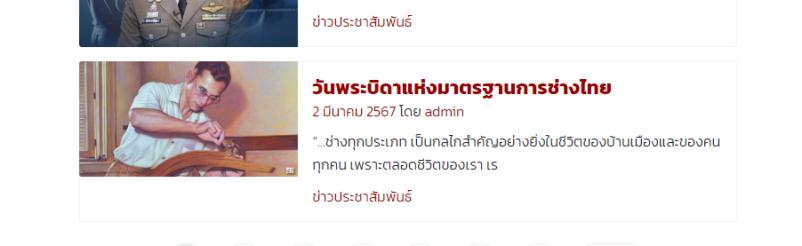 ข่าวประชาสัมพันธ์
วันพระบิดาแห่งมาตรฐานการช่างไทย
2 มีนาคม 2567 โดย admin
“...ช่างทุกประเภท เป็นกลไกสำคัญอย่างยิ่งในชีวิตของบ้านเมืองและของคน
ทุกคน เพราะตลอดชีวิตของเรา เร
ข่าวประชาสัมพันธ์